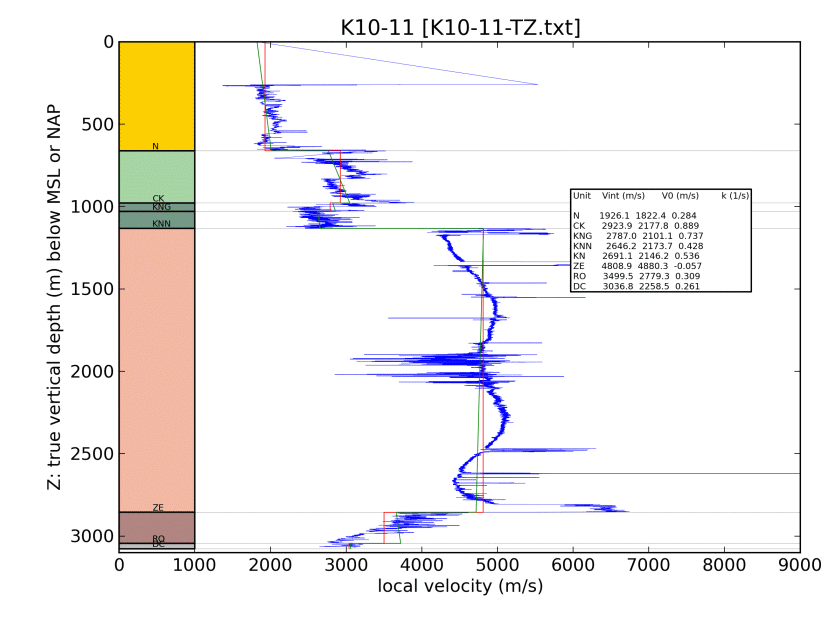 K10-11 [K10-11-TZ.txt]
0
500
1000
1500
2000
2500
3000
Z: true vertical depth (m) below MSL or NAP
N
CK
KNG
KNN
ZE
RO
DC
Unit Vint (m/s) V0 (m/s) k (1/s)
N 1926.1 1822.4 0.284
CK 2923.9 2177.8 0.889
KNG 2787.0 2101.1 0.737
KNN 2646.2 2173.7 0.428
KN 2691.1 2146.2 0.536
ZE 4808.9 4880.3 -0.057
RO 3499.5 2779.3 0.309
DC 3036.8 2258.5 0.261
0 1000 2000 3000 4000 5000 6000 7000 8000 9000
local velocity (m/s)